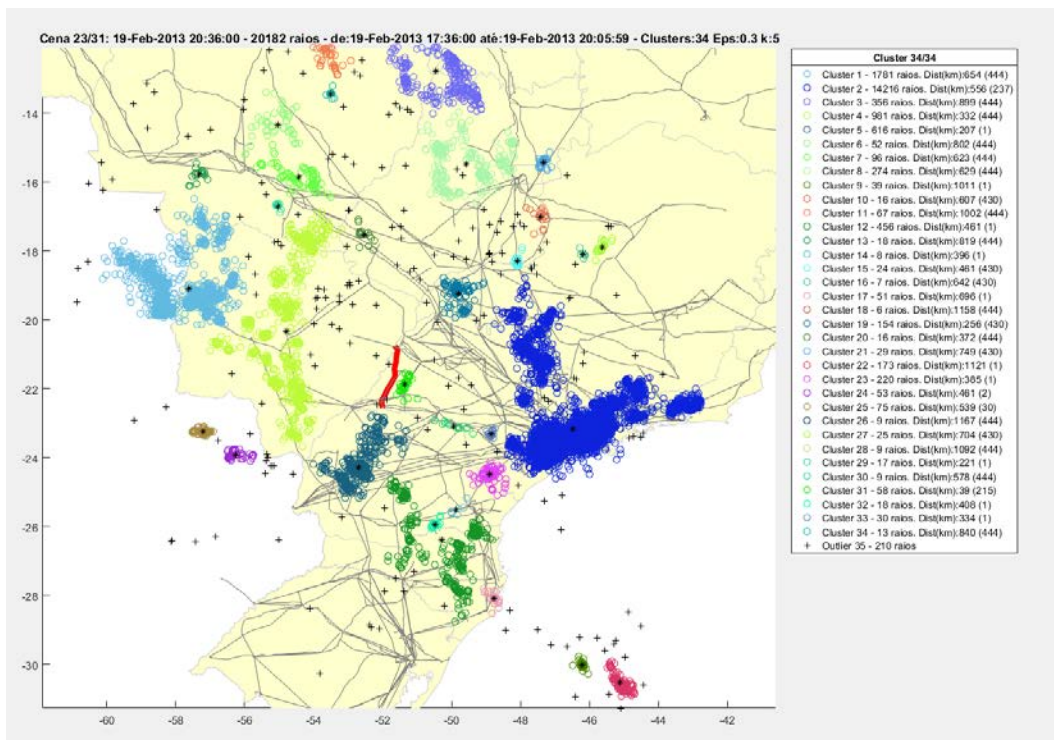 Cena 23/31: 19-Feb-2013 20:36:00 - 20182 raios - de:19-Feb-2013 17:36:00 até:19-Feb-2013 20:05:59 - Clusters:34 Eps:0.3 k:5
Cluster 34/34
Cluster 1 - 1781 raios. Dist(km):654 (444)
Cluster 2 - 14216 raios. Dist(km):556 (237)
Cluster 3 - 356 raios. Dist(km):899 (444)
Cluster 4 - 981 raios. Dist(km):332 (444)
Cluster 5 - 616 raios. Dist(km):207 (1)
Cluster 6 - 52 raios. Dist(km):802 (444)
Cluster 7 - 96 raios. Dist(km):623 (444)
Cluster 8 - 274 raios. Dist(km):629 (444)
Cluster 9 - 39 raios. Dist(km):1011 (1)
Cluster 10 - 16 raios. Dist(km):607 (430)
Cluster 11 - 67 raios. Dist(km):1002 (444)
Cluster 12 - 456 raios. Dist(km):461 (1)
Cluster 13 - 18 raios. Dist(km):819 (444)
Cluster 14 - 8 raios. Dist(km):396 (1)
Cluster 15 - 24 raios. Dist(km):461 (430)
Cluster 16 - 7 raios. Dist(km):642 (430)
Cluster 17 - 51 raios. Dist(km):696 (1)
Cluster 18 - 6 raios. Dist(km):1158 (444)
Cluster 19 - 154 raios. Dist(km):256 (430)
Cluster 20 - 16 raios. Dist(km):372 (444)
Cluster 21 - 29 raios. Dist(km):749 (430)
Cluster 22 - 173 raios. Dist(km):1121 (1)
Cluster 23 - 220 raios. Dist(km):385 (1)
Cluster 24 - 53 raios. Dist(km):461 (2)
Cluster 25 - 75 raios. Dist(km):539 (30)
Cluster 26 - 9 raios. Dist(km):1167 (444)
Cluster 27 - 25 raios. Dist(km):704 (430)
Cluster 28 - 9 raios. Dist(km):1092 (444)
Cluster 29 - 17 raios. Dist(km):221 (1)
Cluster 30 - 9 raios. Dist(km):578 (444)
Cluster 31 - 58 raios. Dist(km):39 (215)
Cluster 32 - 18 raios. Dist(km):408 (1)
Cluster 33 - 30 raios. Dist(km):334 (1)
Cluster 34 - 13 raios. Dist(km):840 (444)
Outlier 35 - 210 raios
-14
-16
-18
-20
-22
-24
-26
-28
-30
-60 -58 -56 -54 -52 -50 -48 -46 -44 -42